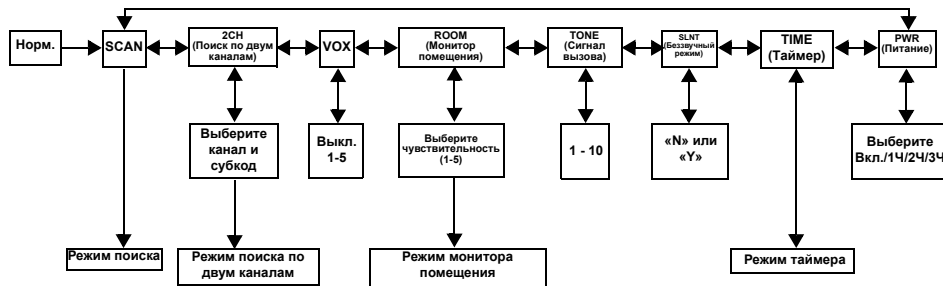 Норм.
SCAN
2CH
(Поиск по двум
каналам)
VOX
ROOM
(Монитор
помещения)
TONE
(Сигнал
вызова)
SLNT
(Беззвучный
режим)
TIME
(Таймер)
PWR
(Питание)
Выберите
канал и
субкод
Выкл.
1-5
Выберите
чувствительность
(1-5)
1 - 10
«N» или
«Y»
Выберите
Вкл./1Ч/2Ч/3Ч
Режим поиска
Режим поиска по
двум каналам
Режим монитора
помещения
Режим таймера